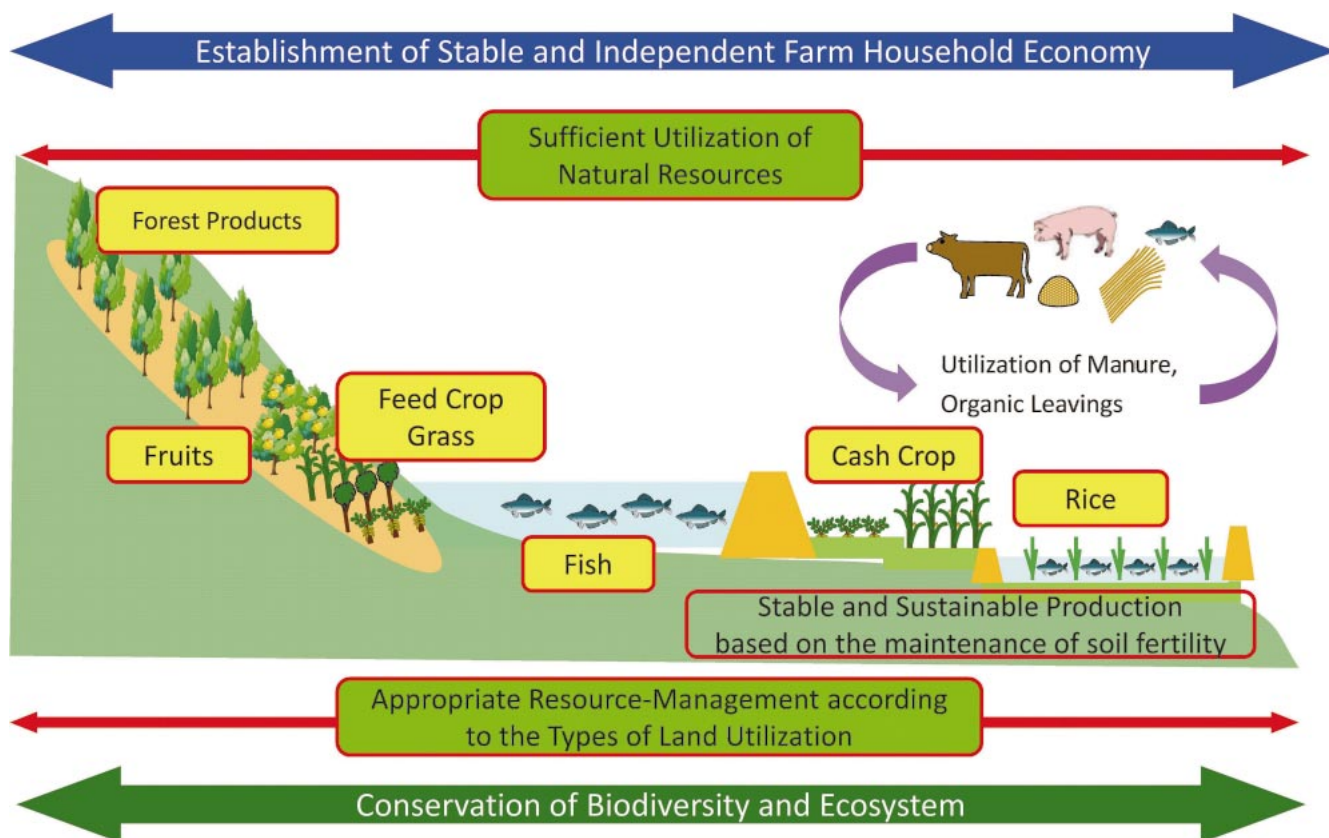 Establishment of Stable and Independent Farm Household Economy
Sufficient Utilization of
Natural Resources
Forest Products
Fruits
Feed Crop
Grass
Fish
Utilization of Manure,
Organic Leavings
Cash Crop
Rice
Stable and Sustainable Production
based on the maintenance of soil fertility
Appropriate Resource-Management according
to the Types of Land Utilization
Conservation of Biodiversity and Ecosystem